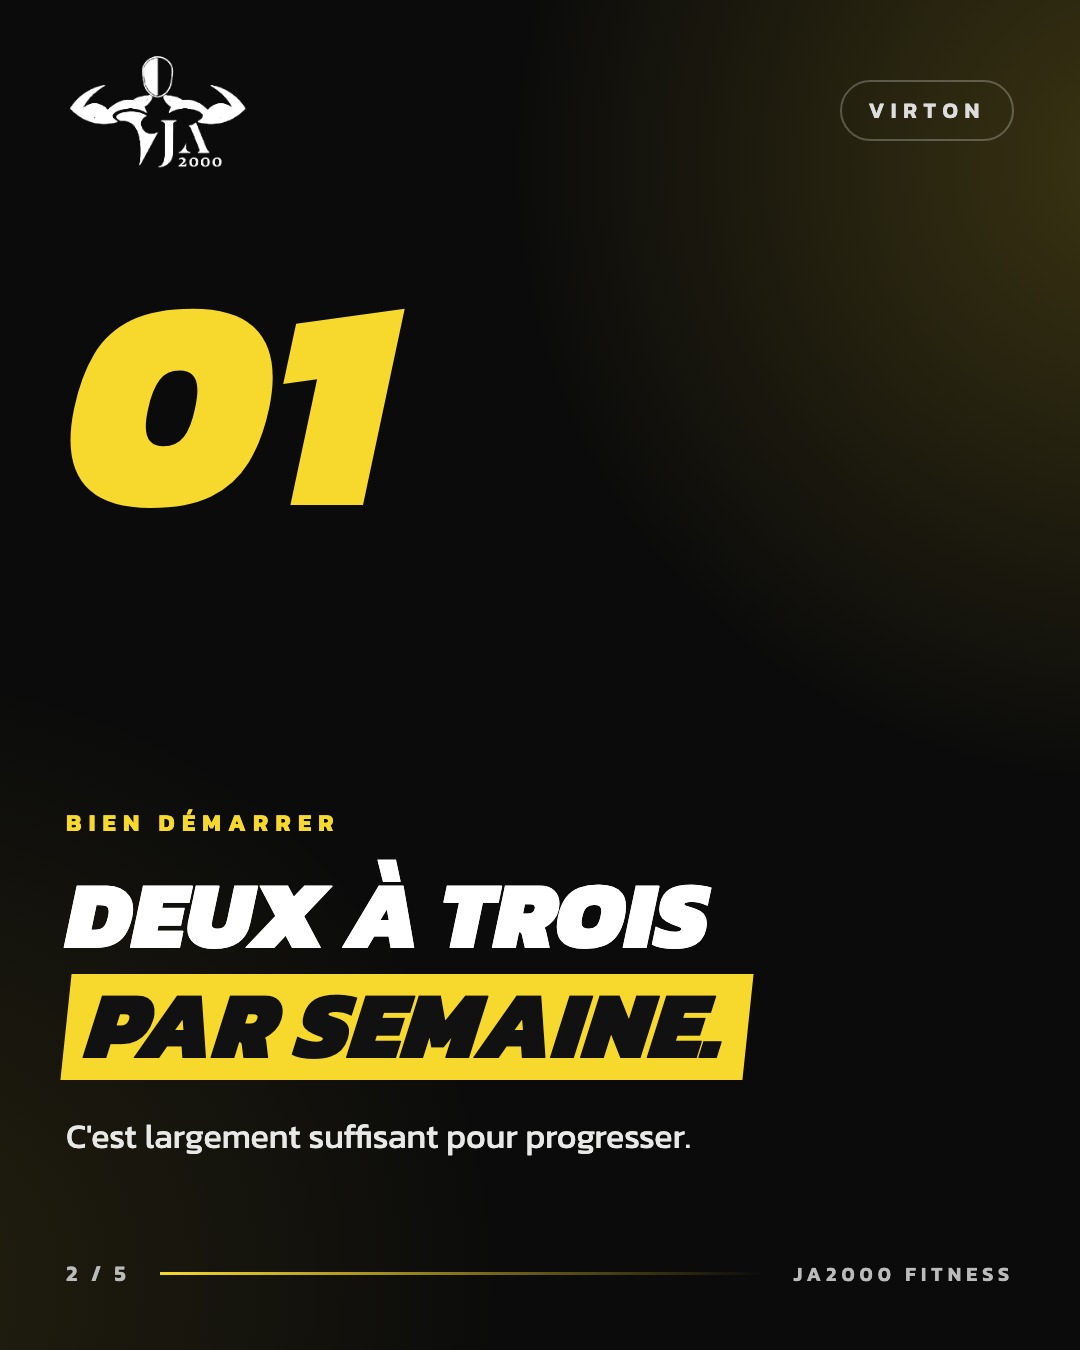 JA
2000
VIRTON
01
BIEN DÉMARRER
DEUX À TROIS
PAR SEMAINE.
C'est largement suffisant pour progresser.
2 / 5
JA2000 FITNESS